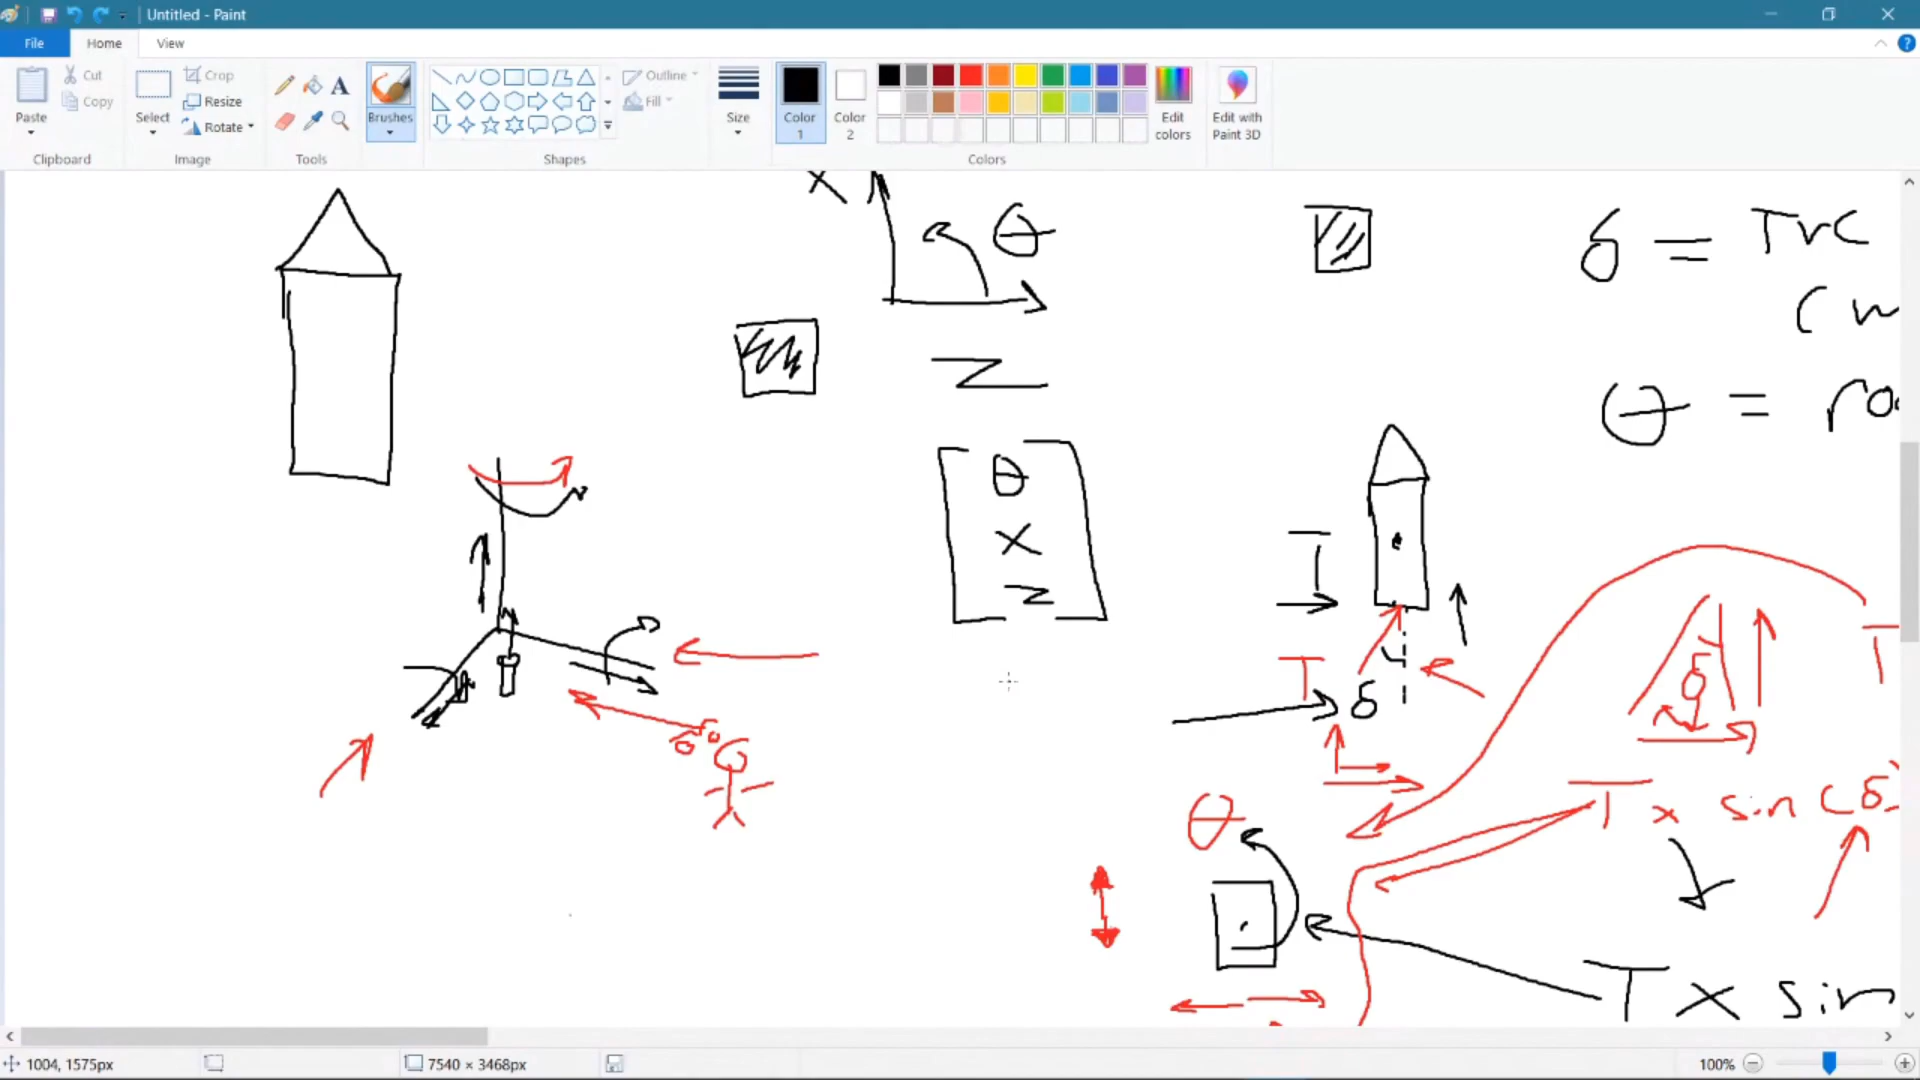 Untitled - Paint
File
Home
View
Paste
Cut
Copy
Clipboard
Select
Crop
Resize
Rotate
Image
Tools
Brushes
Shapes
Outline
Fill
Size
Color
1
Color
2
Edit
colors
Edit with
Paint 3D
Colors
X
θ
Z
θ
X
Z
δ = TVC
θ =
T
T
δ
δ
T
T x sin (δ)
θ
T x sin
1004, 1575px
7540 × 3468px
100%